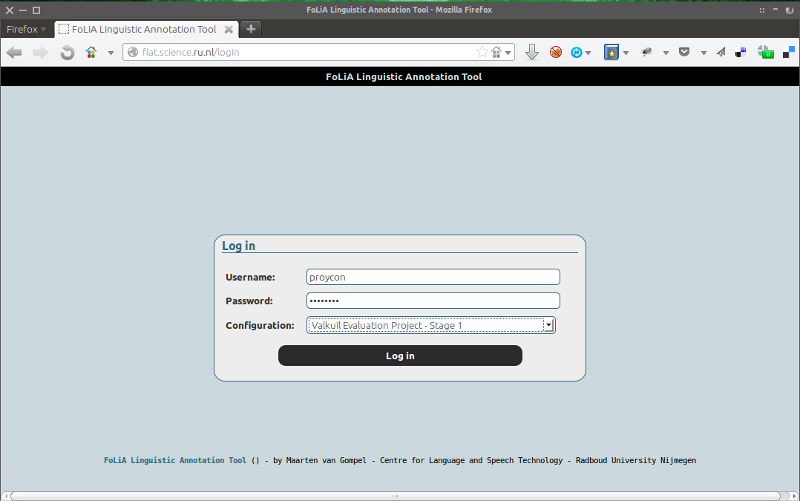 FoLiA Linguistic Annotation Tool - Mozilla Firefox
Firefox
FoLiA Linguistic Annotation Tool
flat.science.ru.nl/login
FoLiA Linguistic Annotation Tool
Log in
Username: proycon
Password: ••••••••
Configuration: Valkuil Evaluation Project - Stage 1
Log in
FoLiA Linguistic Annotation Tool () - by Maarten van Gompel - Centre for Language and Speech Technology - Radboud University Nijmegen